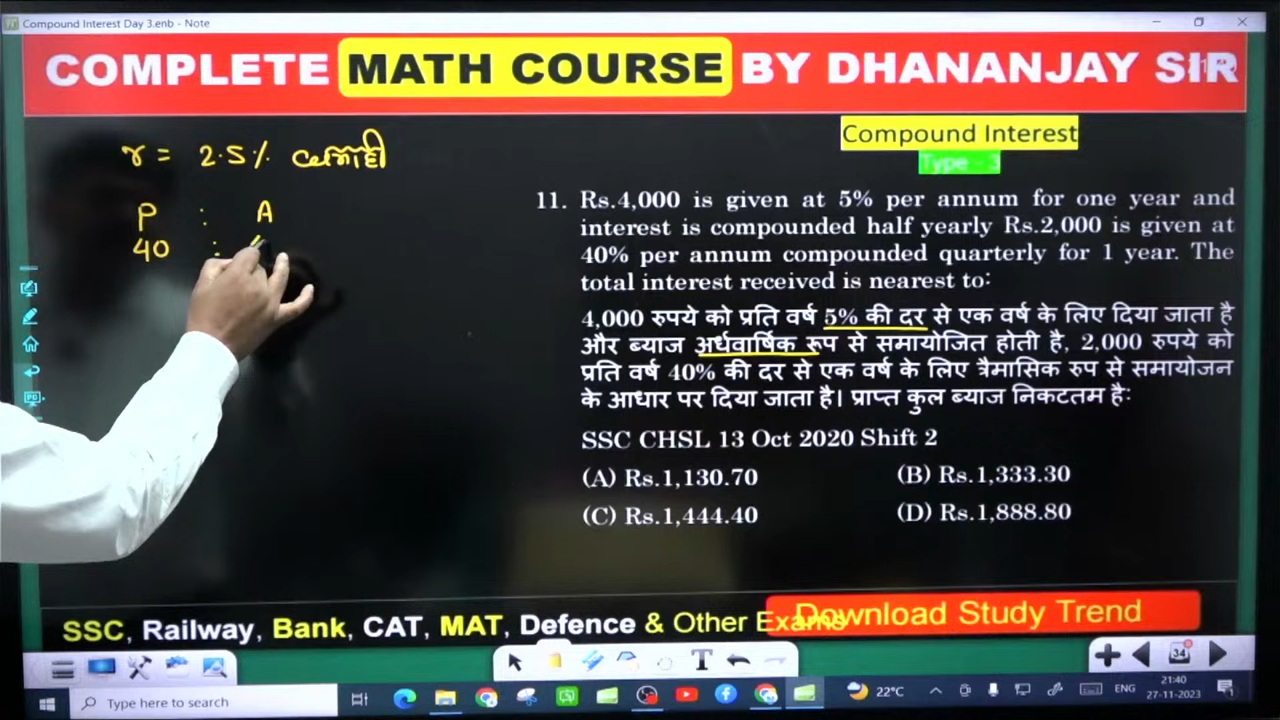 Compound Interest Day 3.enb - Note
COMPLETE MATH COURSE BY DHANANJAY SIR
r = 2.5%
P : A
40 :
Compound Interest
Type - 3
11. Rs.4,000 is given at 5% per annum for one year and
interest is compounded half yearly Rs.2,000 is given at
40% per annum compounded quarterly for 1 year. The
total interest received is nearest to:
4,000 रुपये को प्रति वर्ष 5% की दर से एक वर्ष के लिए दिया जाता है
और ब्याज अर्धवार्षिक रूप से समायोजित होती है, 2,000 रुपये को
प्रति वर्ष 40% की दर से एक वर्ष के लिए त्रैमासिक रुप से समायोजन
के आधार पर दिया जाता है। प्राप्त कुल ब्याज निकटतम है:
SSC CHSL 13 Oct 2020 Shift 2
(A) Rs.1,130.70 (B) Rs.1,333.30
(C) Rs.1,444.40 (D) Rs.1,888.80
SSC, Railway, Bank, CAT, MAT, Defence & Other Exams
Download Study Trend
34
Type here to search
22°C
ENG
21:40
27-11-2023